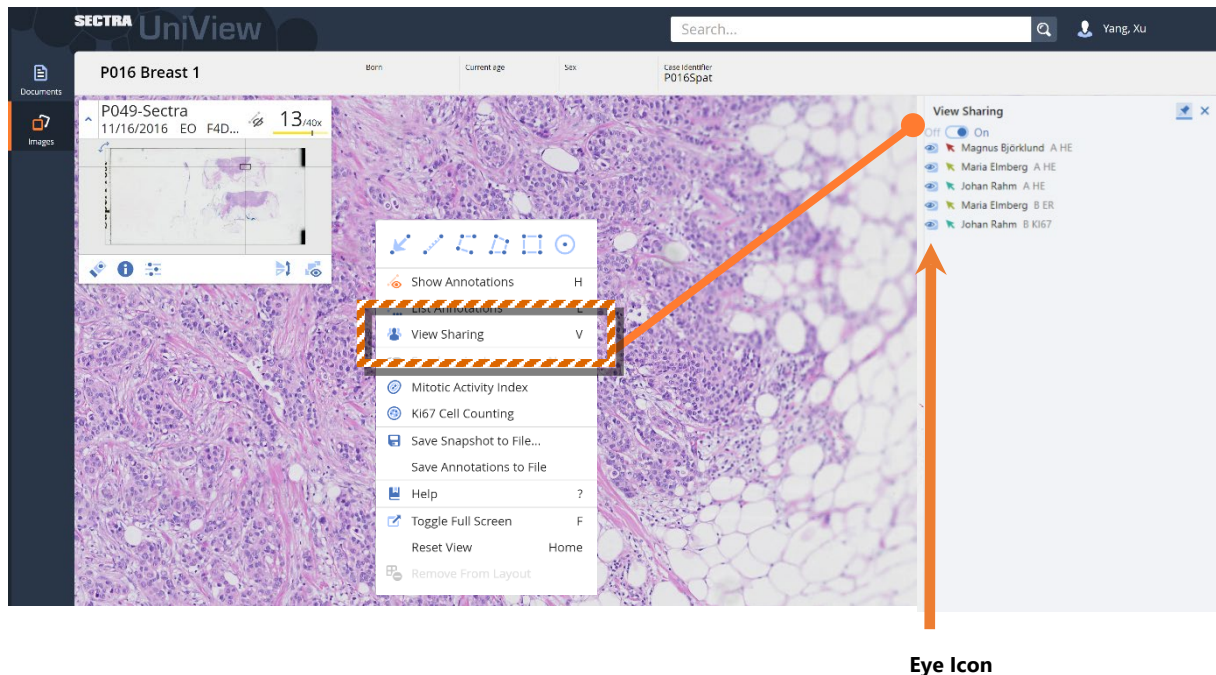 SECTRA UniView
Search...
Yang, Xu
Documents
Images
P016 Breast 1
Born
Current age
Sex
Case Identifier
P016Spat
P049-Sectra
11/16/2016 EO F4D...
13/40x
View Sharing
Off On
Magnus Björklund A HE
Maria Elmberg A HE
Johan Rahm A HE
Maria Elmberg B ER
Johan Rahm B KI67
Show Annotations H
List Annotations L
View Sharing V
Mitotic Activity Index
Ki67 Cell Counting
Save Snapshot to File...
Save Annotations to File
Help ?
Toggle Full Screen F
Reset View Home
Remove From Layout
Eye Icon